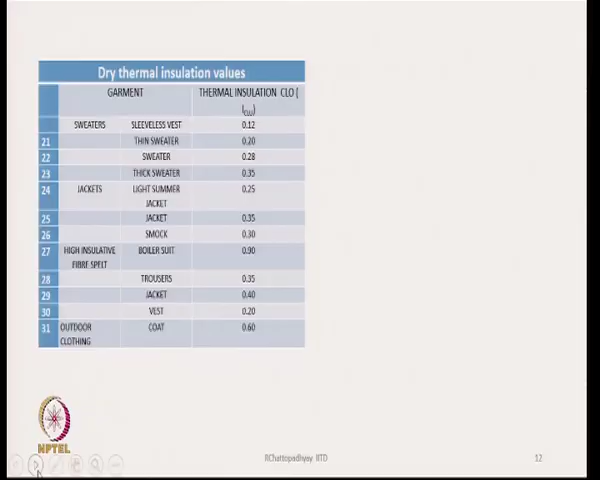 Dry thermal insulation values
GARMENT THERMAL INSULATION CLO (
I CLU)
SWEATERS SLEEVELESS VEST 0.12
21 THIN SWEATER 0.20
22 SWEATER 0.28
23 THICK SWEATER 0.35
24 JACKETS LIGHT SUMMER 0.25
JACKET
25 JACKET 0.35
26 SMOCK 0.30
27 HIGH INSULATIVE BOILER SUIT 0.90
FIBRE SPELT
28 TROUSERS 0.35
29 JACKET 0.40
30 VEST 0.20
31 OUTDOOR COAT 0.60
CLOTHING
NPTEL
RChattopadhyay IITD 12